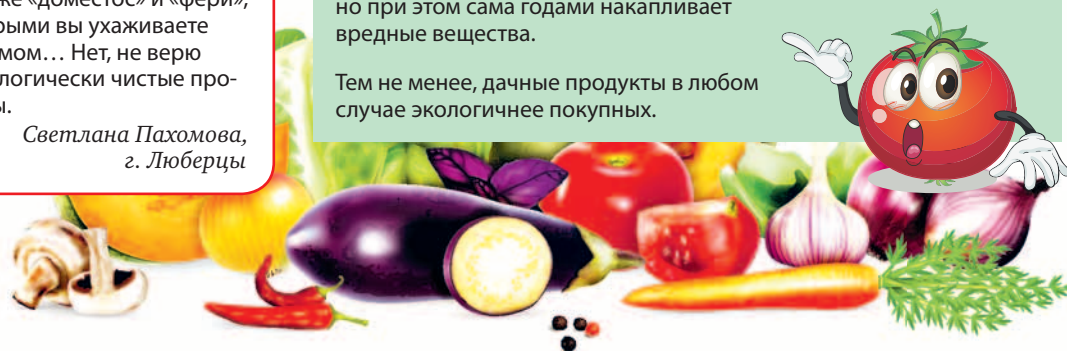 же «доместос» и «фери»,
рыми вы ухаживаете
мом... Нет, не верю
логически чистые про-
ы.
Светлана Пахомова,
г. Люберцы
но при этом сама годами накапливает
вредные вещества.
Тем не менее, дачные продукты в любом
случае экологичнее покупных.